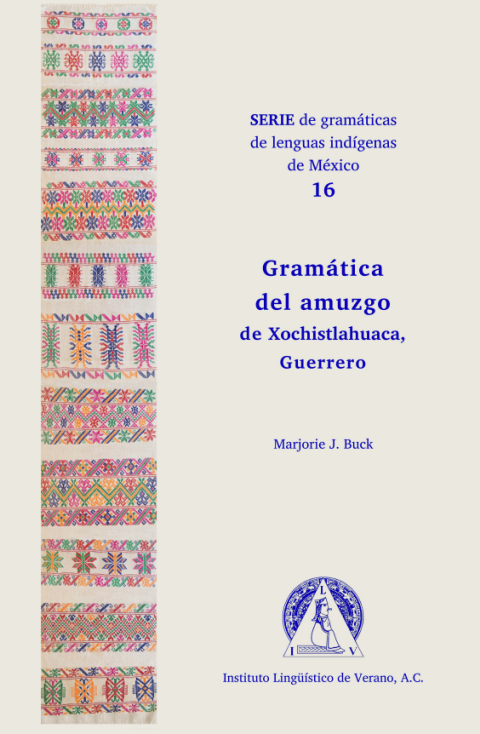 SERIE de gramáticas
de lenguas indígenas
de México
16
Gramática
del amuzgo
de Xochistlahuaca,
Guerrero
Marjorie J. Buck
L
I V
Instituto Lingüístico de Verano, A.C.